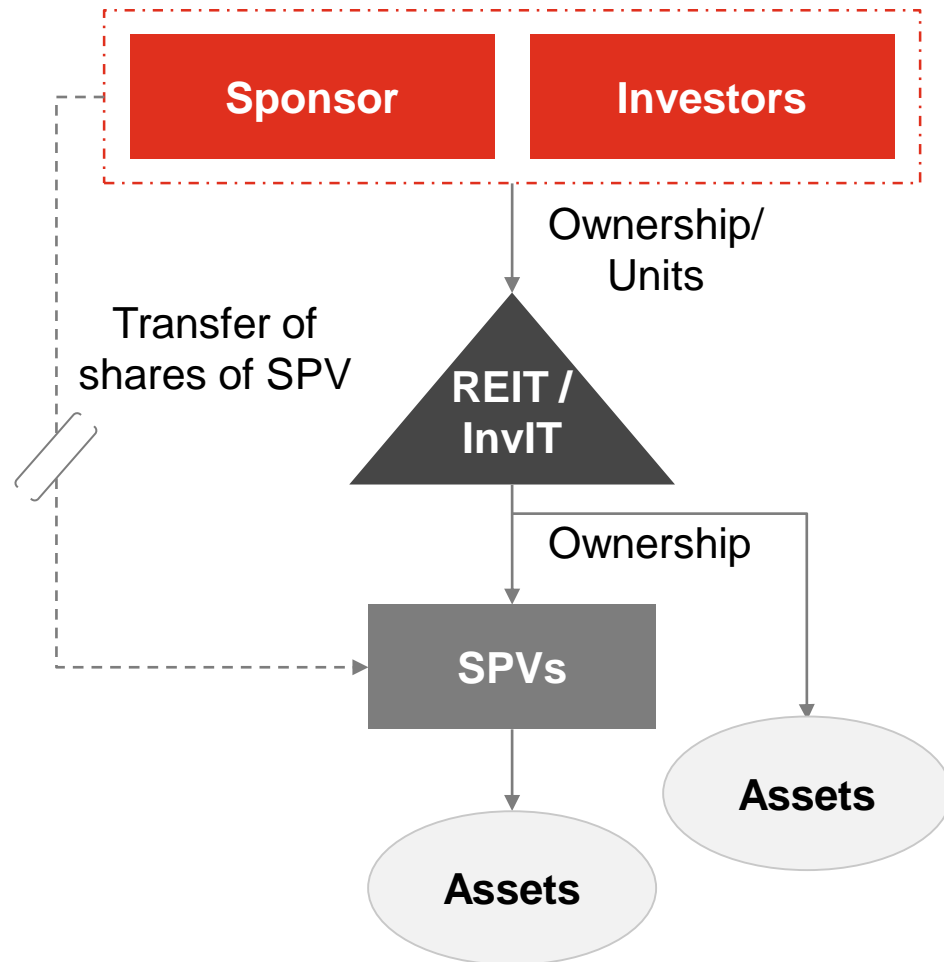 Sponsor
Investors
Ownership/
Units
Transfer of
shares of SPV
REIT /
InvIT
Ownership
SPVs
Assets
Assets